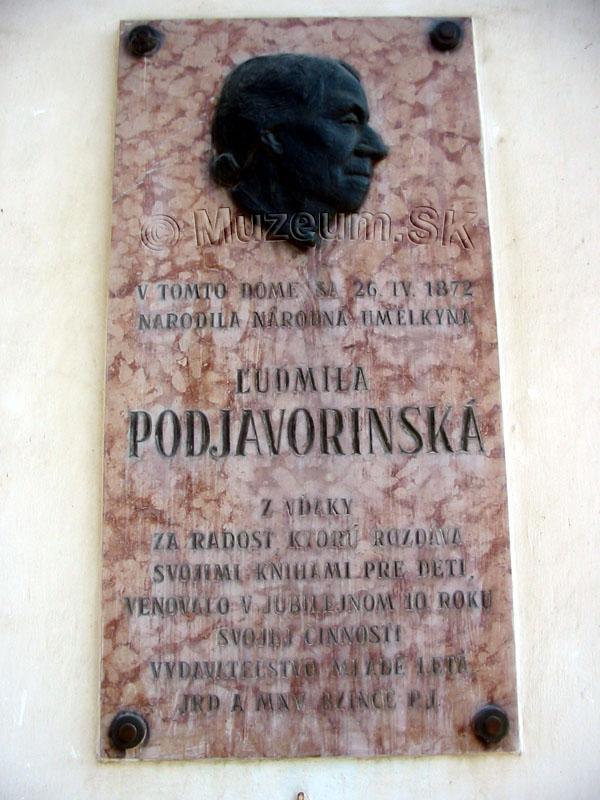 © Muzeum.SK
V TOMTO DOME SA 26. IV. 1872
NARODILA NÁRODNÁ UMELKYŇA
ĽUDMILA
PODJAVORINSKÁ
Z VĎAKY
ZA RADOSŤ, KTORÚ ROZDÁVA
SVOJIMI KNIHAMI PRE DETI,
VENOVALO V JUBILEJNOM 10. ROKU
SVOJEJ ČINNOSTI
VYDAVATEĽSTVO MLADÉ LETÁ,
JRD A MNV BZINCE P. J.